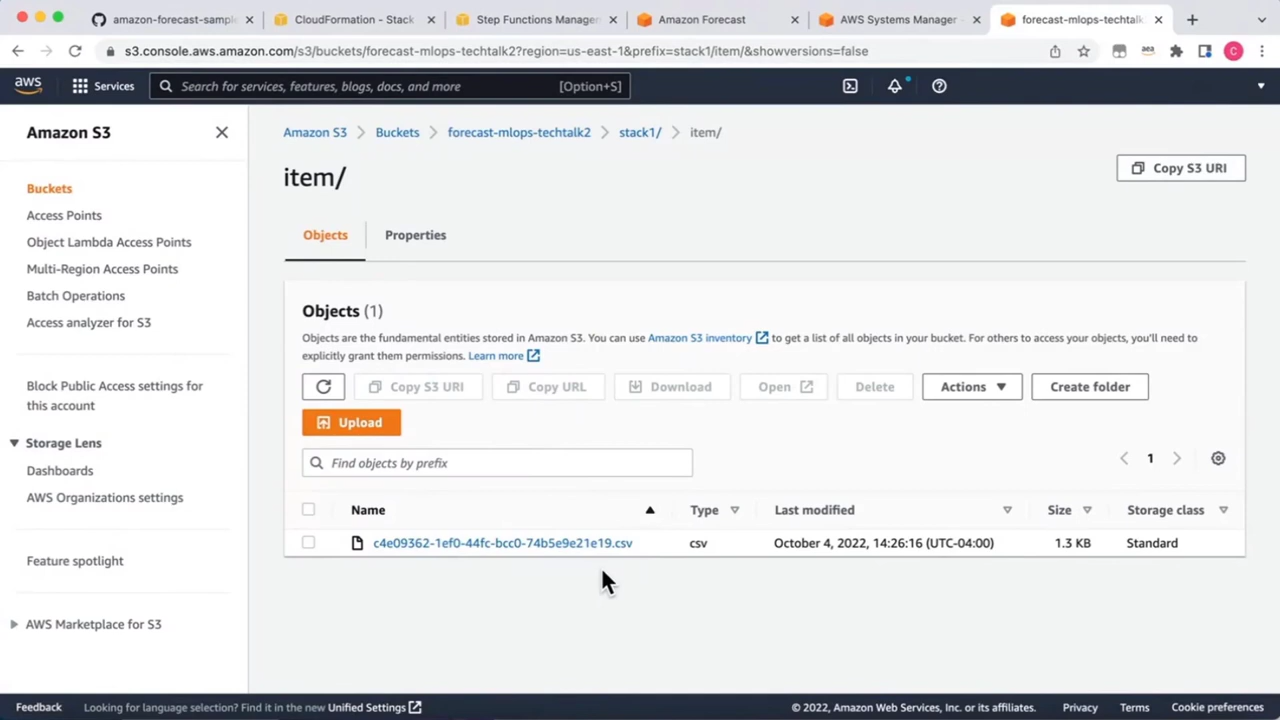 amazon-forecast-sample
CloudFormation - Stack
Step Functions Manager
Amazon Forecast
AWS Systems Manager -
forecast-mlops-techtalk
s3.console.aws.amazon.com/s3/buckets/forecast-mlops-techtalk2?region=us-east-1&prefix=stack1/item/&showversions=false
aws
C
aws
Services
Search for services, features, blogs, docs, and more
[Option+S]
Amazon S3
Buckets
Access Points
Object Lambda Access Points
Multi-Region Access Points
Batch Operations
Access analyzer for S3
Block Public Access settings for
this account
Storage Lens
Dashboards
AWS Organizations settings
Feature spotlight
AWS Marketplace for S3
Amazon S3 > Buckets > forecast-mlops-techtalk2 > stack1/ > item/
item/
Copy S3 URI
Objects
Properties
Objects (1)
Objects are the fundamental entities stored in Amazon S3. You can use Amazon S3 inventory to get a list of all objects in your bucket. For others to access your objects, you'll need to
explicitly grant them permissions. Learn more
Copy S3 URI
Copy URL
Download
Open
Delete
Actions
Create folder
Upload
Find objects by prefix
1
Name Type Last modified Size Storage class
c4e09362-1ef0-44fc-bcc0-74b5e9e21e19.csv csv October 4, 2022, 14:26:16 (UTC-04:00) 1.3 KB Standard
Feedback
Looking for language selection? Find it in the new Unified Settings
© 2022, Amazon Web Services, Inc. or its affiliates.
Privacy
Terms
Cookie preferences